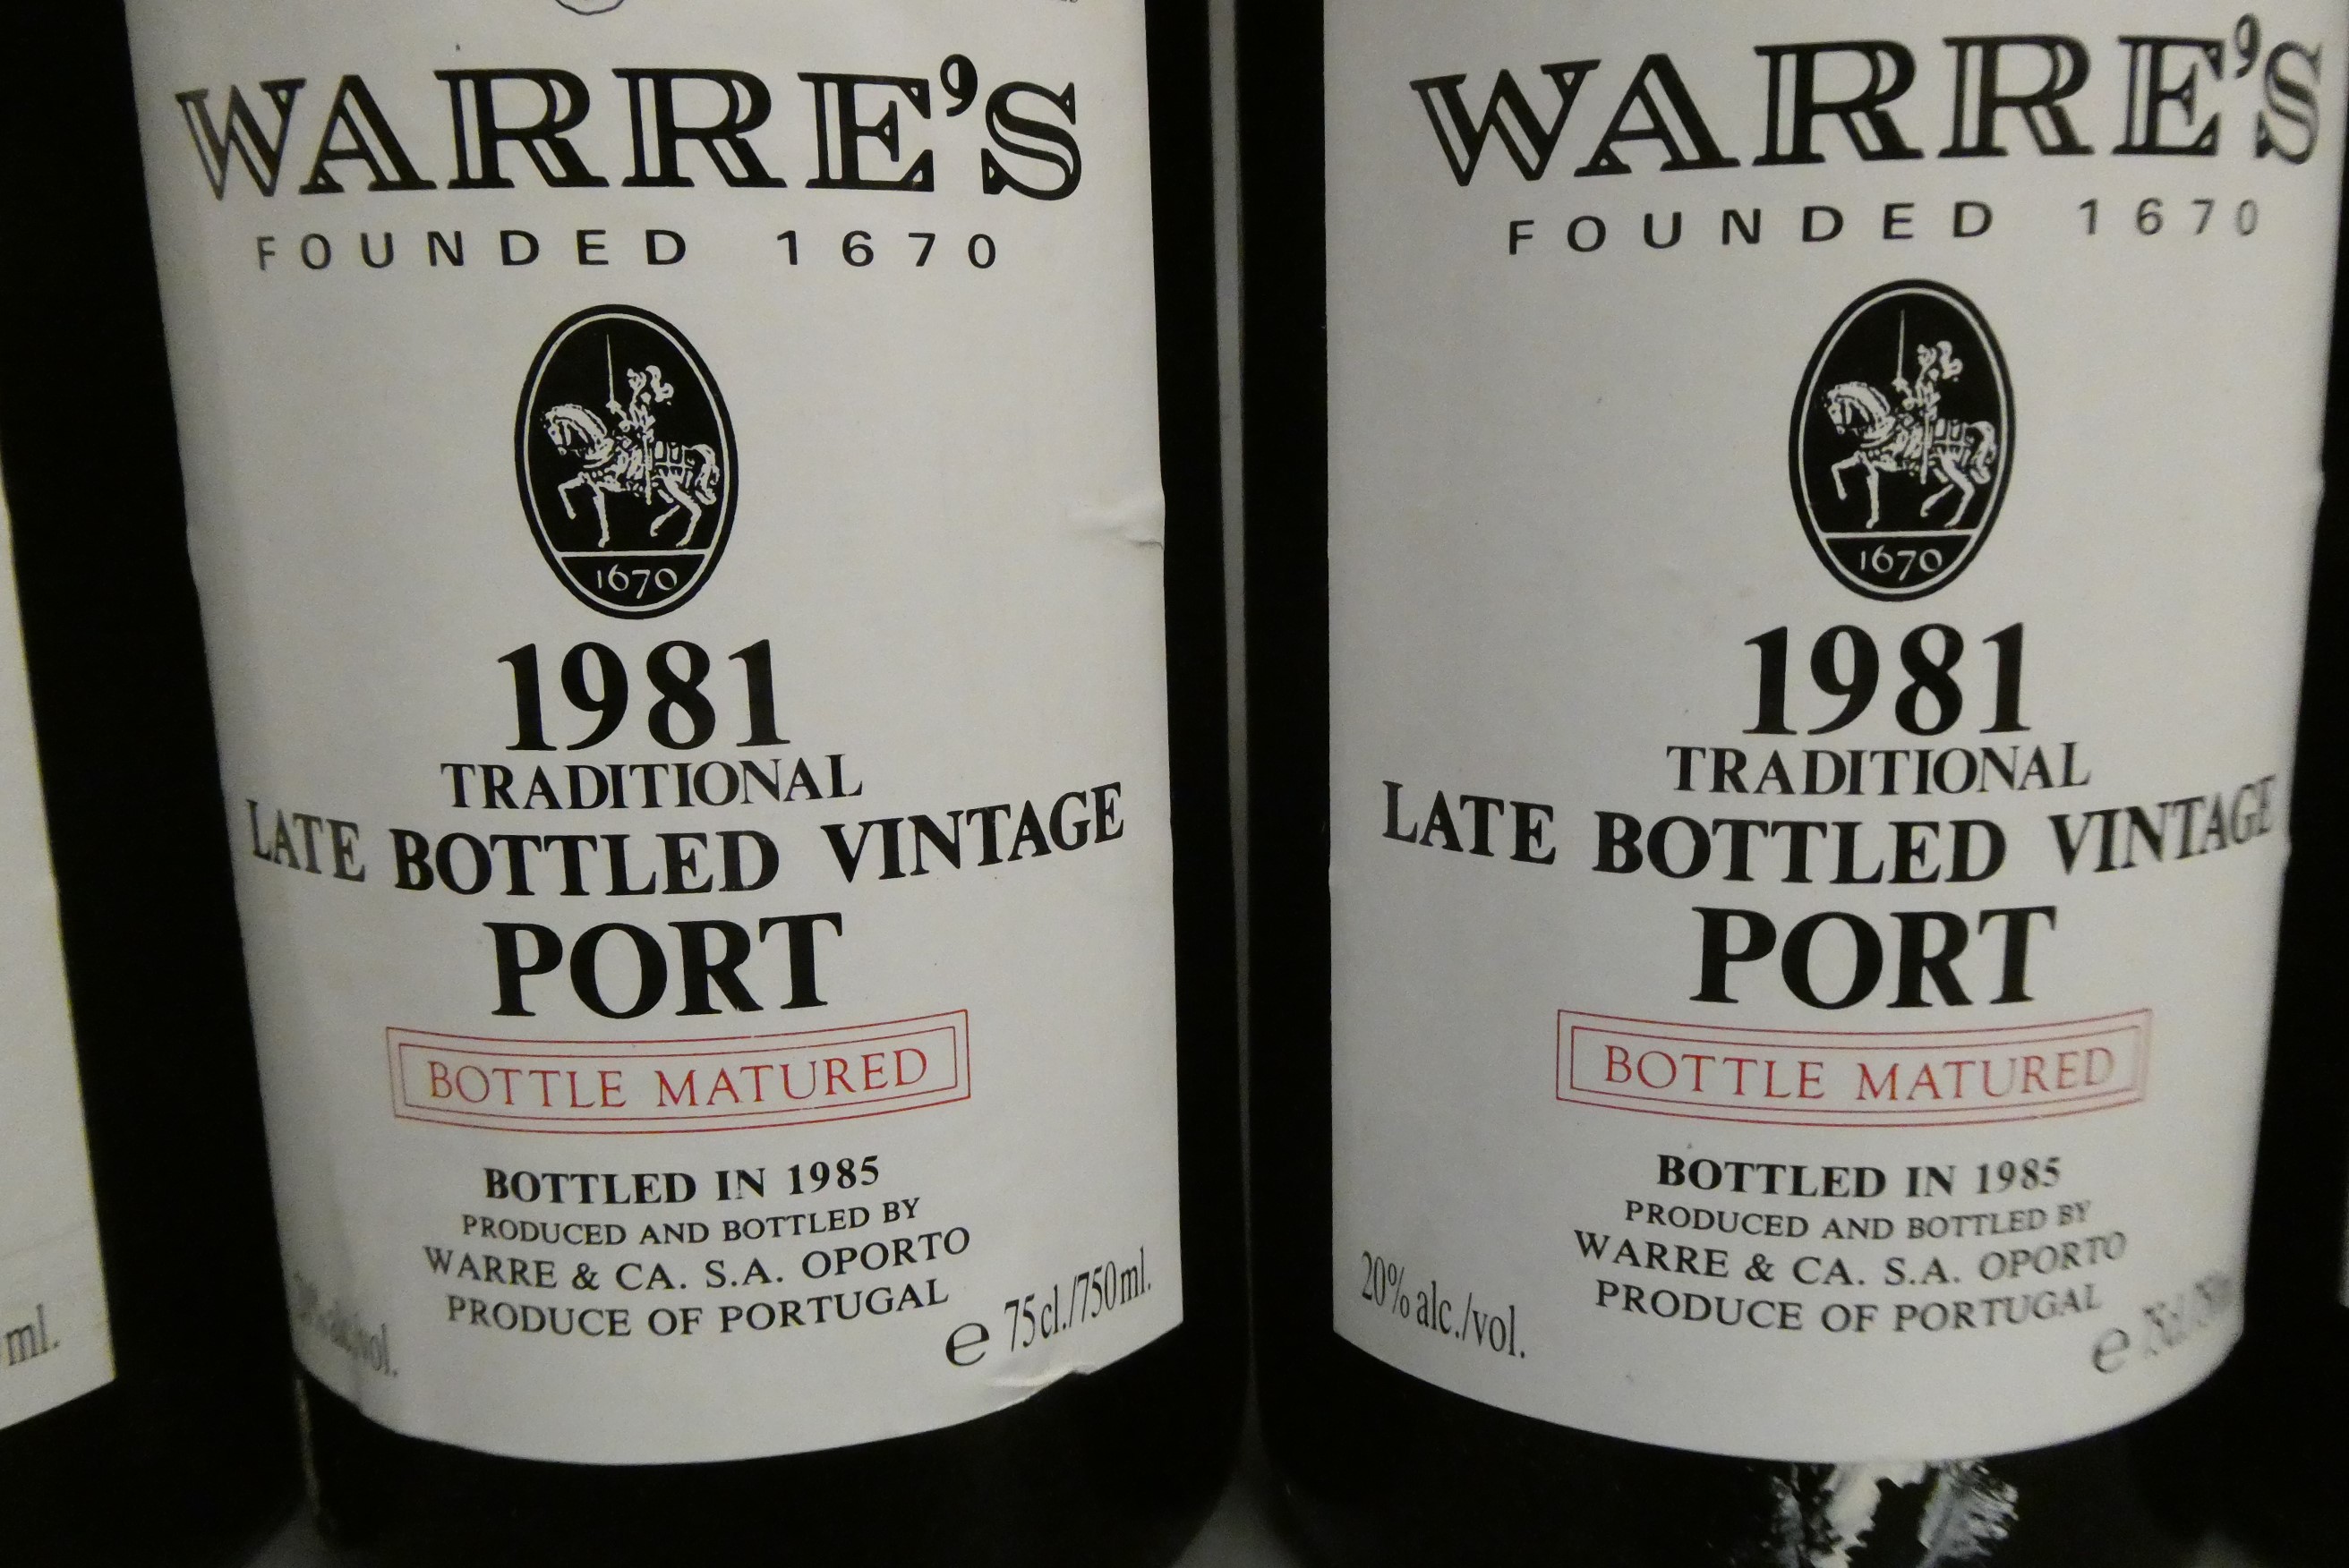 WARRE'S
FOUNDED 1670
1670
1981
TRADITIONAL
LATE BOTTLED VINTAGE
PORT
BOTTLE MATURED
BOTTLED IN 1985
PRODUCED AND BOTTLED BY
WARRE & CA. S.A. OPORTO
PRODUCE OF PORTUGAL
vol.
e 75cl./750ml.
WARRE'S
FOUNDED 1670
1670
1981
TRADITIONAL
LATE BOTTLED VINTAGE
PORT
BOTTLE MATURED
BOTTLED IN 1985
PRODUCED AND BOTTLED BY
WARRE & CA. S.A. OPORTO
PRODUCE OF PORTUGAL
20% alc./vol.
e
ml.